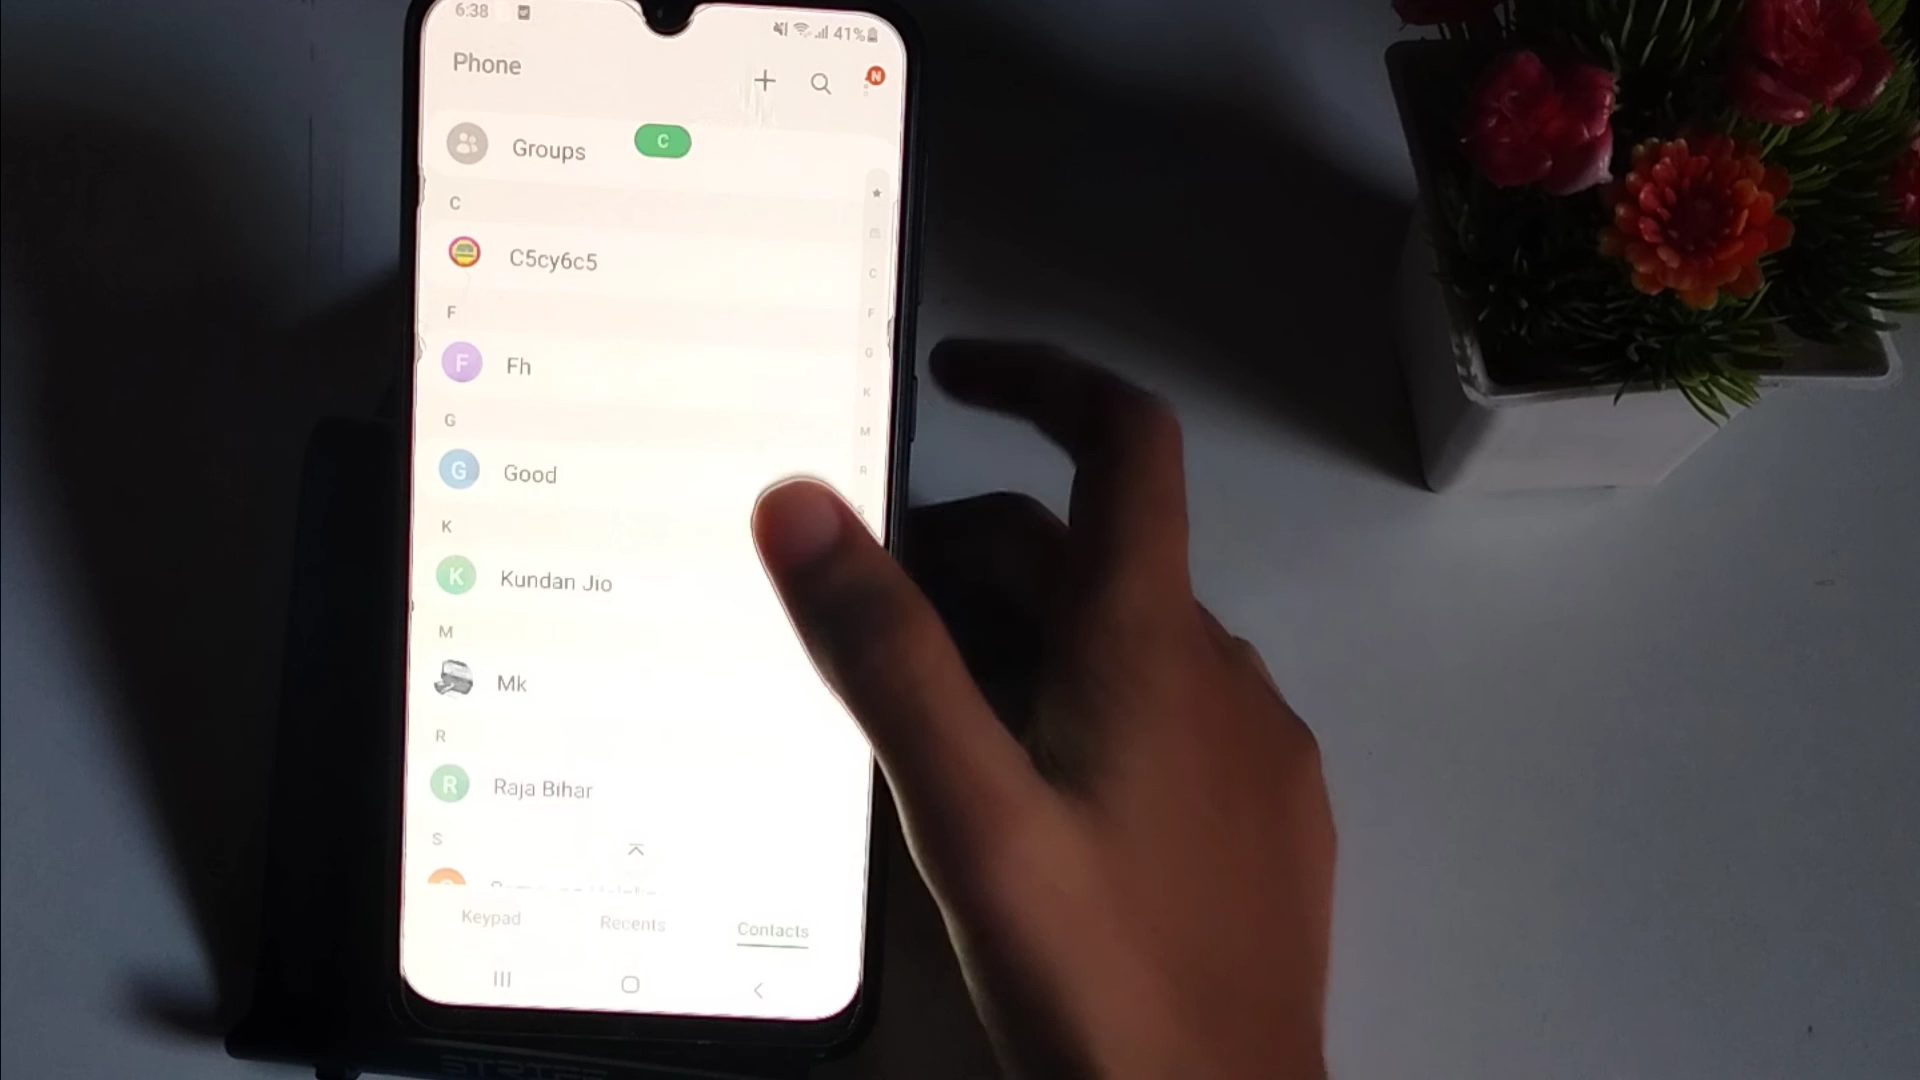 6:38
41%
Phone
N
Groups
C
C
C5cy6c5
F
F
Fh
G
G
Good
K
K
Kundan Jio
M
Mk
R
R
Raja Bihar
S
Keypad
Recents
Contacts
C
F
G
K
M
R